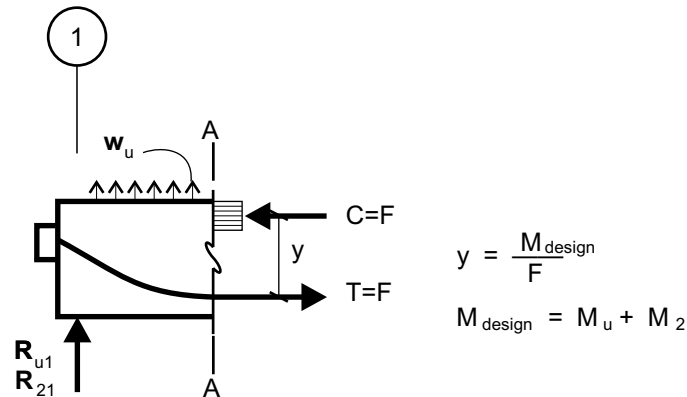 1
A
w_u
C=F
y
y = M_design / F
T=F
M_design = M_u + M_2
R_u1
R_21
A